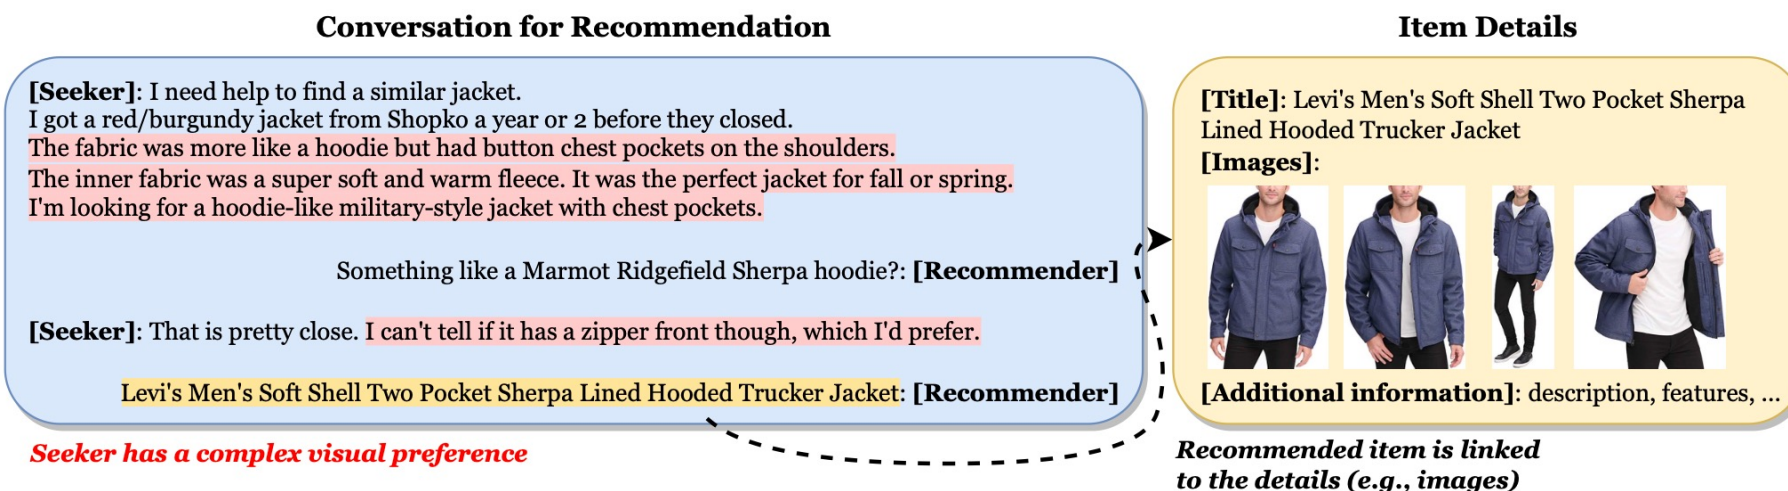 Conversation for Recommendation
[Seeker]: I need help to find a similar jacket.
I got a red/burgundy jacket from Shopko a year or 2 before they closed.
The fabric was more like a hoodie but had button chest pockets on the shoulders.
The inner fabric was a super soft and warm fleece. It was the perfect jacket for fall or spring.
I'm looking for a hoodie-like military-style jacket with chest pockets.
Something like a Marmot Ridgefield Sherpa hoodie?: [Recommender]
[Seeker]: That is pretty close. I can't tell if it has a zipper front though, which I'd prefer.
Levi's Men's Soft Shell Two Pocket Sherpa Lined Hooded Trucker Jacket: [Recommender]
Seeker has a complex visual preference
Item Details
[Title]: Levi's Men's Soft Shell Two Pocket Sherpa
Lined Hooded Trucker Jacket
[Images]:
[Additional information]: description, features, ...
Recommended item is linked
to the details (e.g., images)